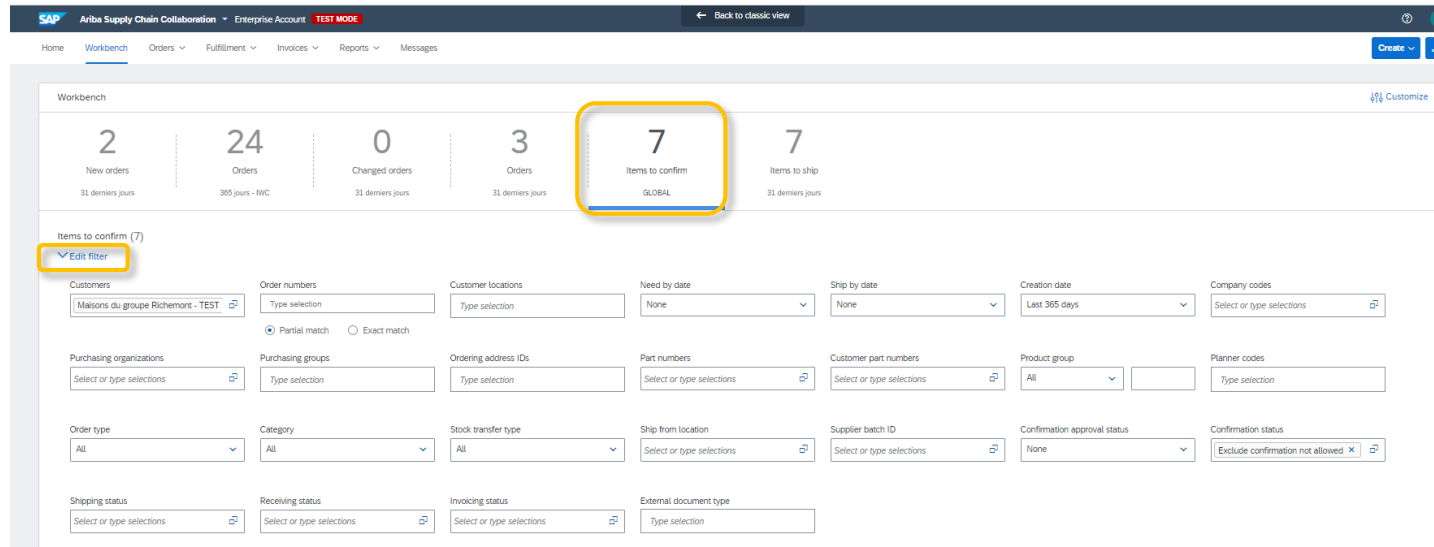 SAP Ariba Supply Chain Collaboration Enterprise Account TEST MODE ← Back to classic view
Home Workbench Orders Fulfillment Invoices Reports Messages Create
Workbench Customize
2 24 0 3 7 7
New orders Orders Changed orders Orders Items to confirm Items to ship
31 derniers jours 365 jours - IWC 31 derniers jours 31 derniers jours GLOBAL 31 derniers jours
Items to confirm (7)
Edit filter
Customers Order numbers Customer locations Need by date Ship by date Creation date Company codes
Maisons du groupe Richemont - TEST Type selection Type selection None None Last 365 days Select or type selections
Partial match Exact match
Purchasing organizations Purchasing groups Ordering address IDs Part numbers Customer part numbers Product group Planner codes
Select or type selections Type selection Type selection Select or type selections Select or type selections All Type selection
Order type Category Stock transfer type Ship from location Supplier batch ID Confirmation approval status Confirmation status
All All All Select or type selections Select or type selections None Exclude confirmation not allowed ×
Shipping status Receiving status Invoicing status External document type
Select or type selections Select or type selections Select or type selections Type selection